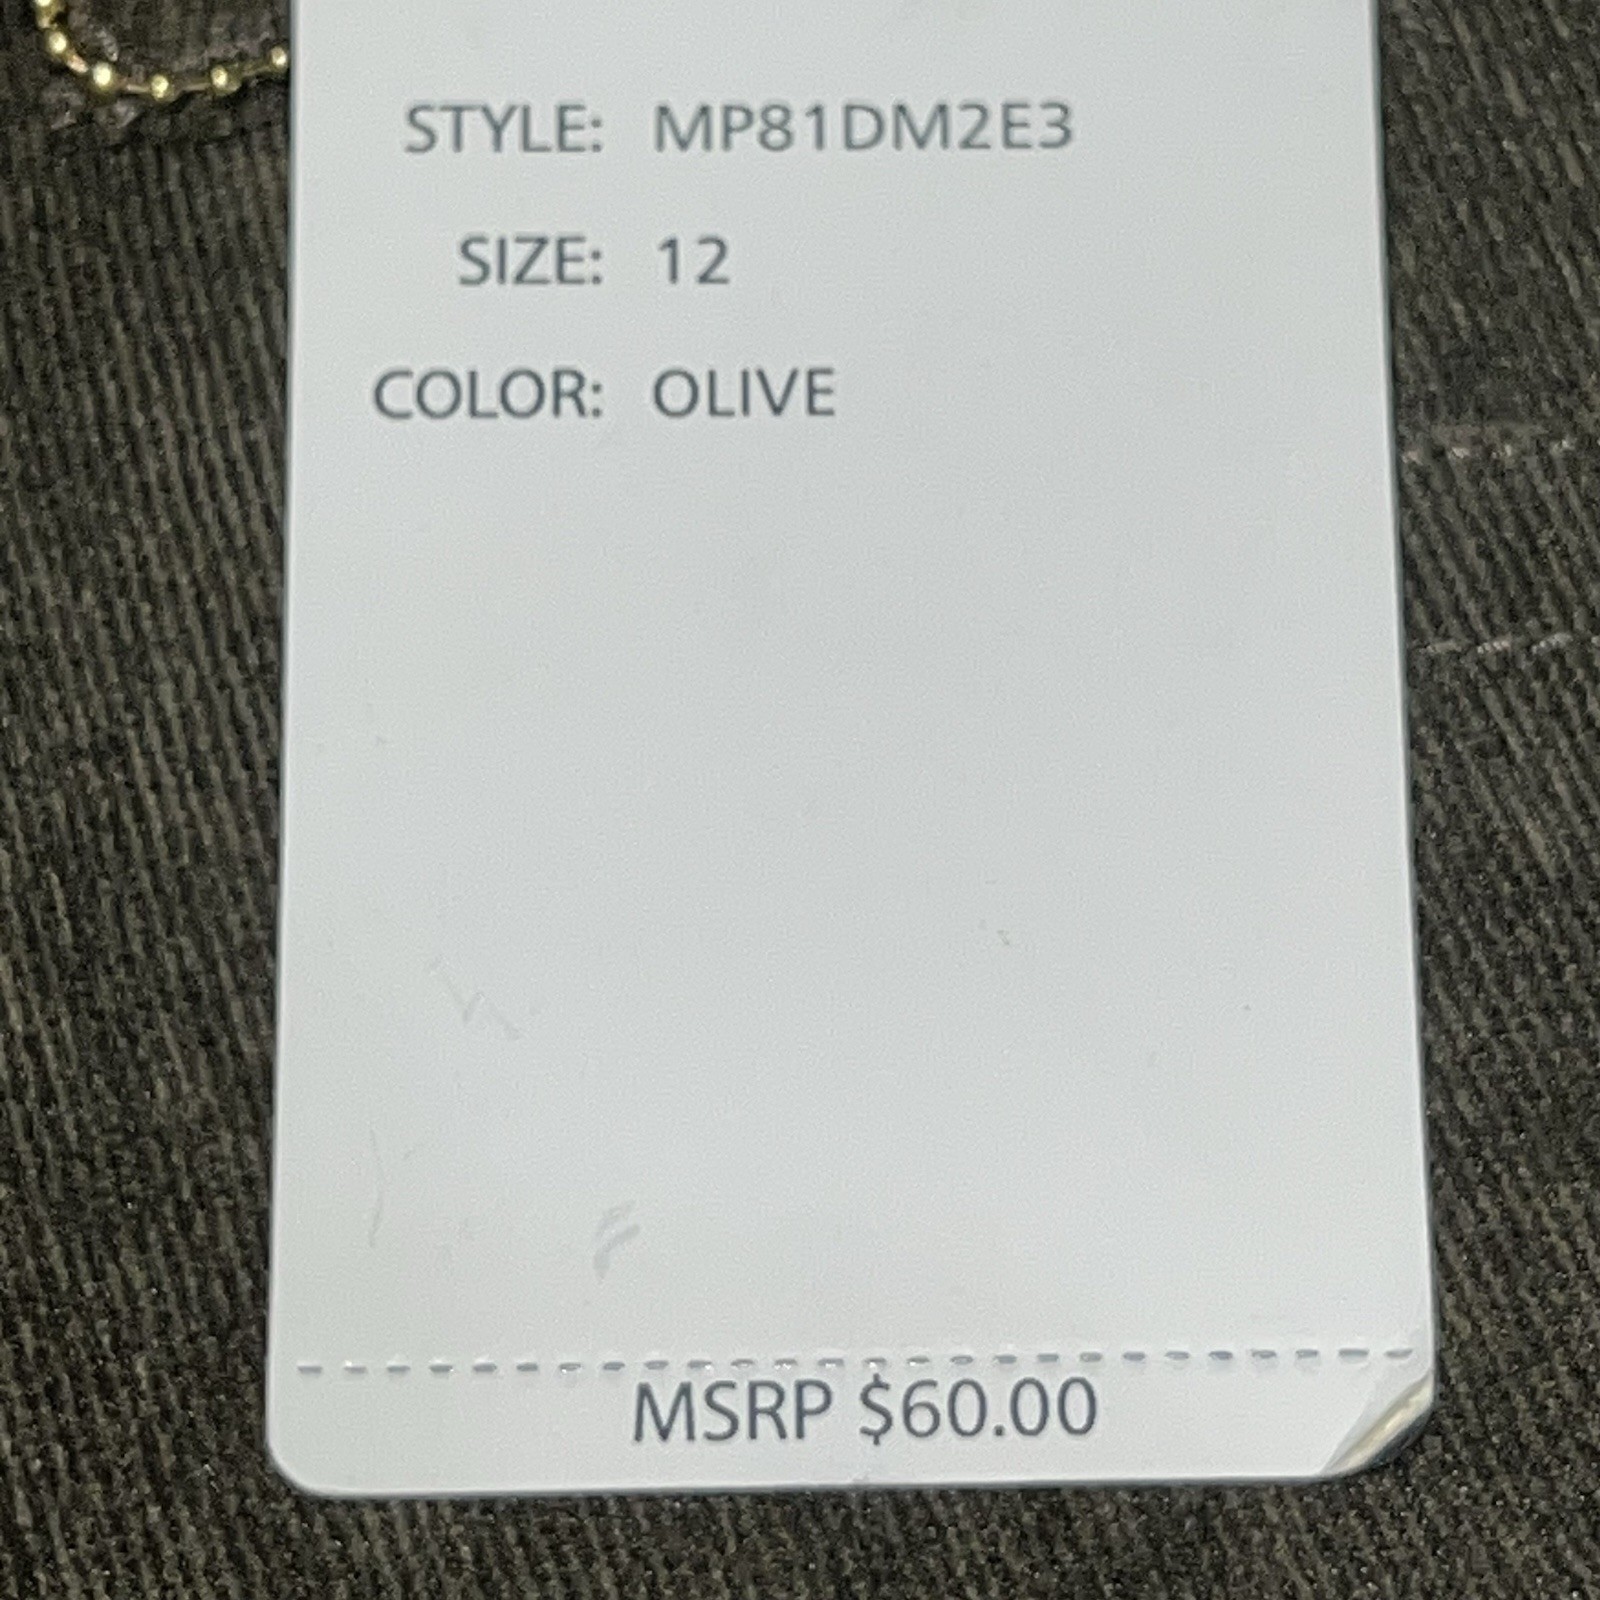 STYLE: MP81DM2E3
SIZE: 12
COLOR: OLIVE
MSRP $60.00